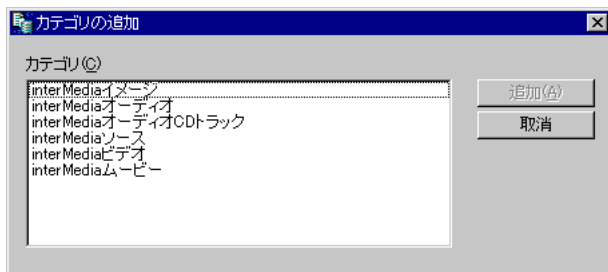 カテゴリの追加
カテゴリ(C)
interMediaイメージ
interMediaオーディオ
interMediaオーディオCDトラック
interMediaソース
interMediaビデオ
interMediaムービー
追加(A)
取消